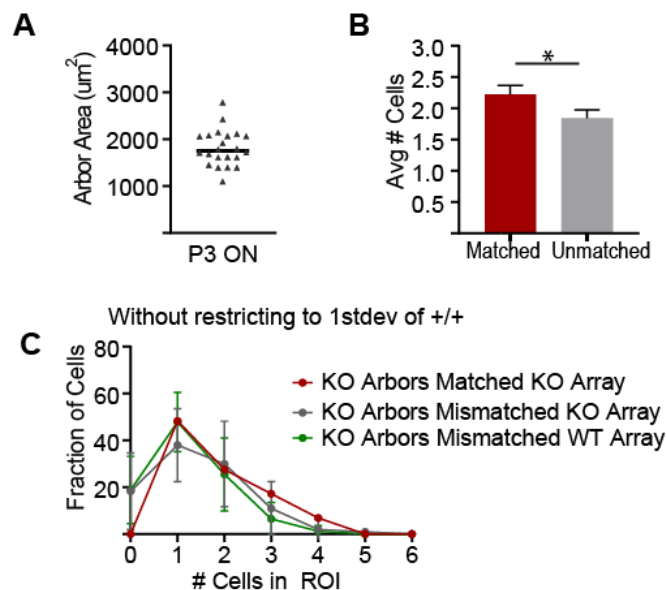 A
Arbor Area (um²)
4000
3000
2000
1000
P3 ON
B
Avg # Cells
3.0
2.5
2.0
1.5
1.0
.5
*
Matched
Unmatched
Without restricting to 1stdev of +/+
C
Fraction of Cells
80
60
40
20
KO Arbors Matched KO Array
KO Arbors Mismatched KO Array
KO Arbors Mismatched WT Array
0 1 2 3 4 5 6
# Cells in ROI